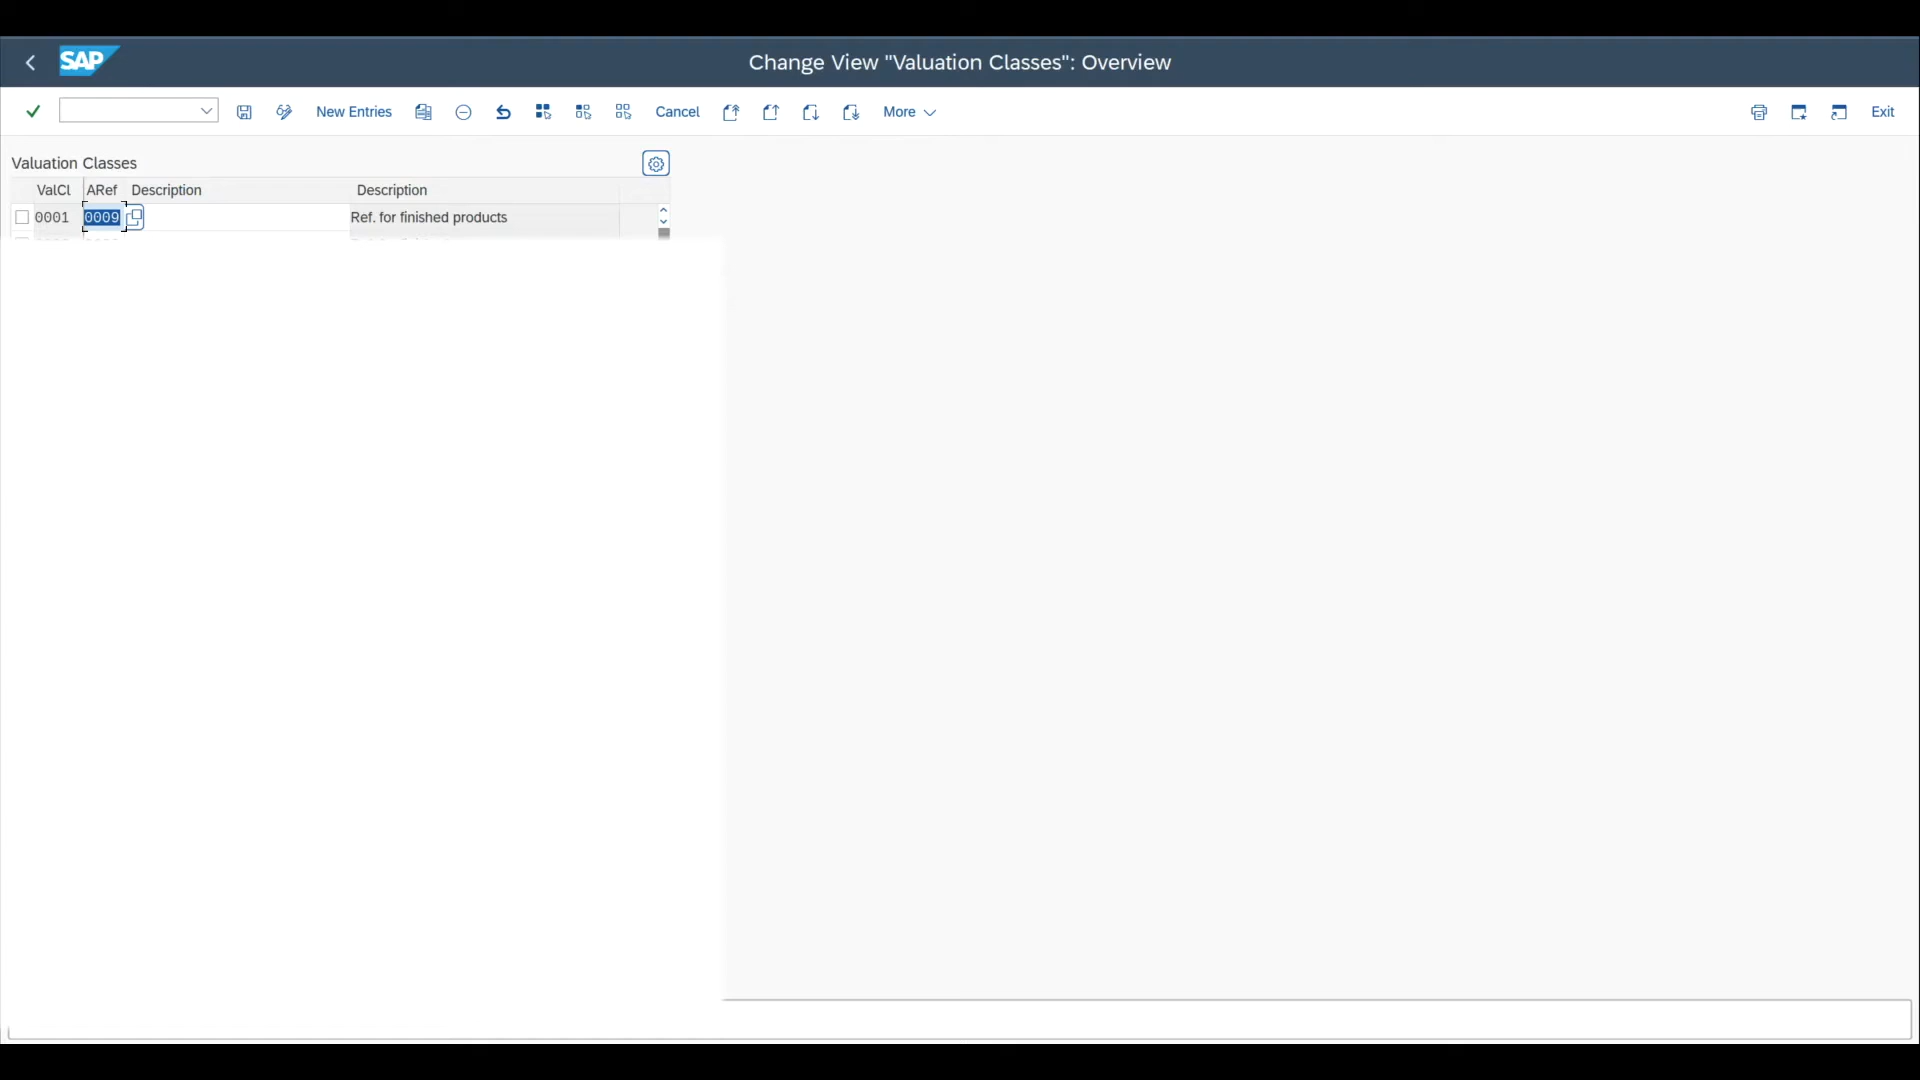 SAP
Change View "Valuation Classes": Overview
New Entries
Cancel
More
Exit
Valuation Classes
ValCl ARef Description Description
0001 0009 Ref. for finished products